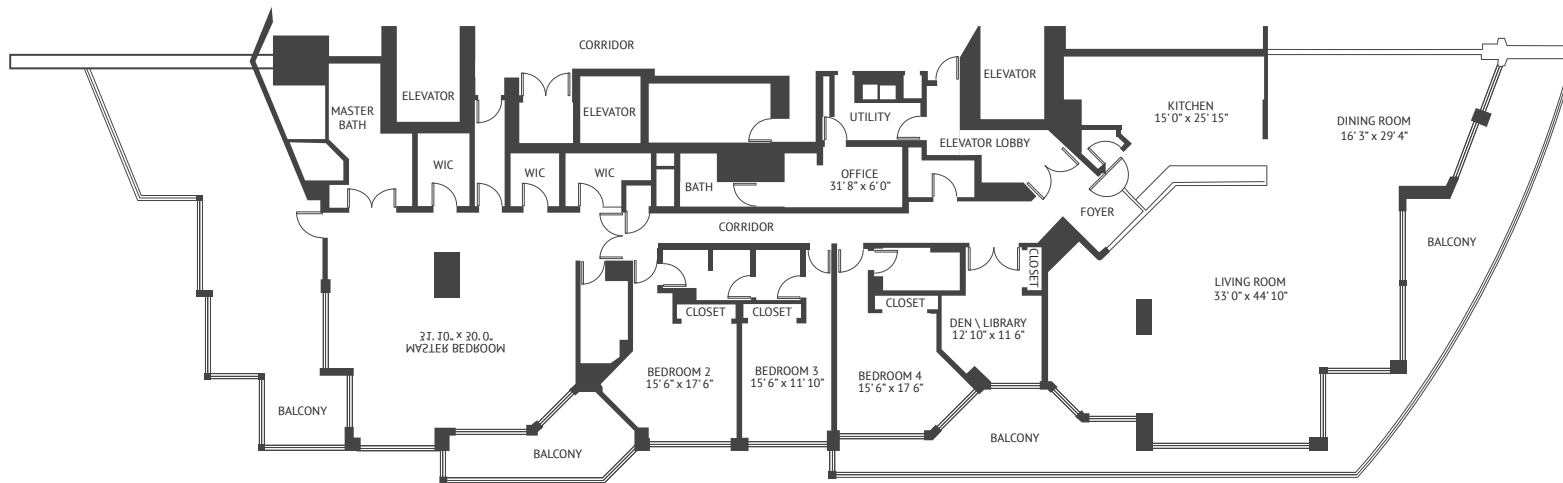 CORRIDOR
ELEVATOR
ELEVATOR
ELEVATOR
MASTER
BATH
KITCHEN
15' 0" x 25' 15"
DINING ROOM
16' 3" x 29' 4"
UTILITY
ELEVATOR LOBBY
WIC
WIC
WIC
BATH
OFFICE
31' 8" x 6' 0"
FOYER
CORRIDOR
BALCONY
CLOSET
LIVING ROOM
33' 0" x 44' 10"
MASTER BEDROOM
31' 10" x 30' 0"
CLOSET
CLOSET
CLOSET
DEN \ LIBRARY
12' 10" x 11 6"
BEDROOM 2
15' 6" x 17' 6"
BEDROOM 3
15' 6" x 11' 10"
BEDROOM 4
15' 6" x 17 6"
BALCONY
BALCONY
BALCONY